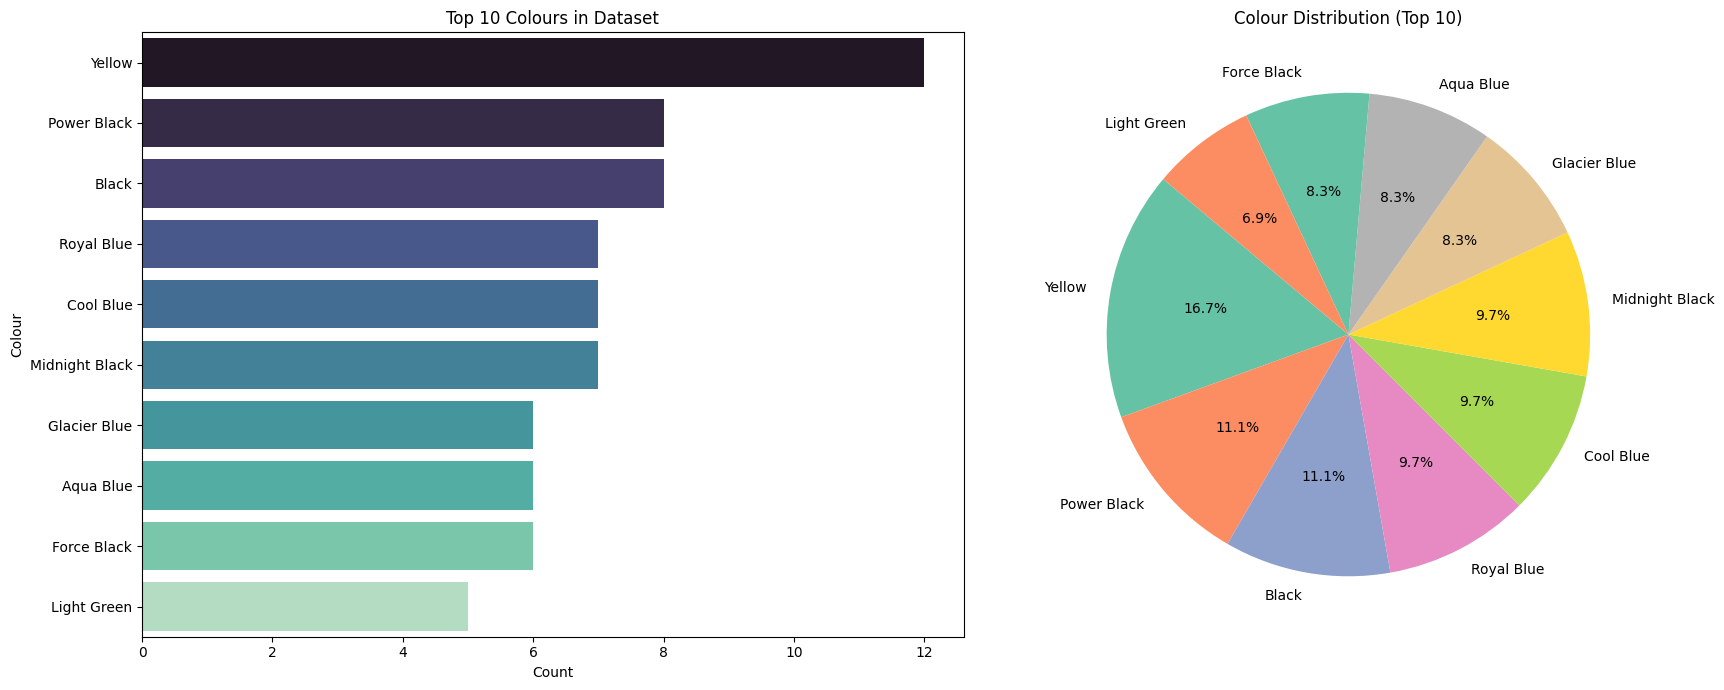 Top 10 Colours in Dataset
Colour
Yellow
Power Black
Black
Royal Blue
Cool Blue
Midnight Black
Glacier Blue
Aqua Blue
Force Black
Light Green
0 2 4 6 8 10 12
Count
Colour Distribution (Top 10)
Yellow
16.7%
Power Black
11.1%
Black
11.1%
Royal Blue
9.7%
Cool Blue
9.7%
Midnight Black
9.7%
Glacier Blue
8.3%
Aqua Blue
8.3%
Force Black
8.3%
Light Green
6.9%